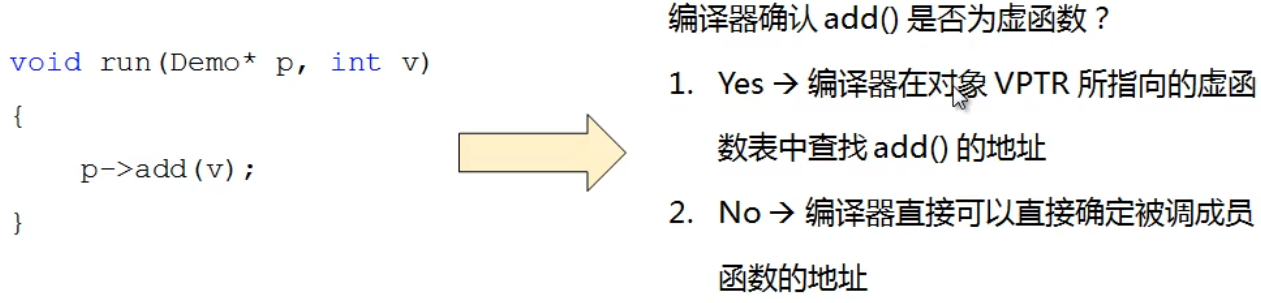 void run(Demo* p, int v)
{
p->add(v);
}
编译器确认 add() 是否为虚函数？
1. Yes → 编译器在对象 VPTR 所指向的虚函
数表中查找 add() 的地址
2. No → 编译器直接可以直接确定被调成员
函数的地址